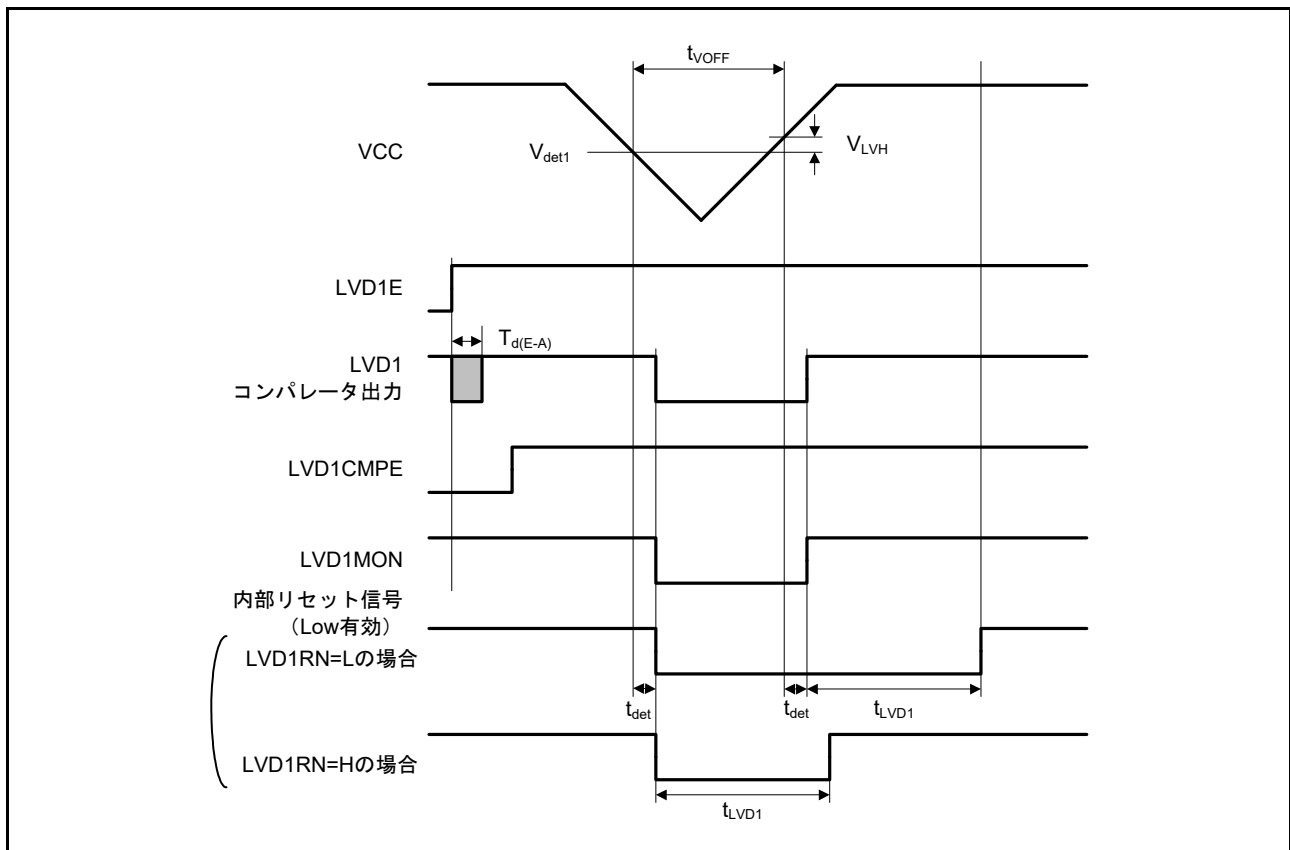 tVOFF
VCC
Vdet1
VLVH
LVD1E
Td(E-A)
LVD1
コンパレータ出力
LVD1CMPE
LVD1MON
内部リセット信号
（Low有効）
LVD1RN=Lの場合
tdet
tdet
tLVD1
LVD1RN=Hの場合
tLVD1